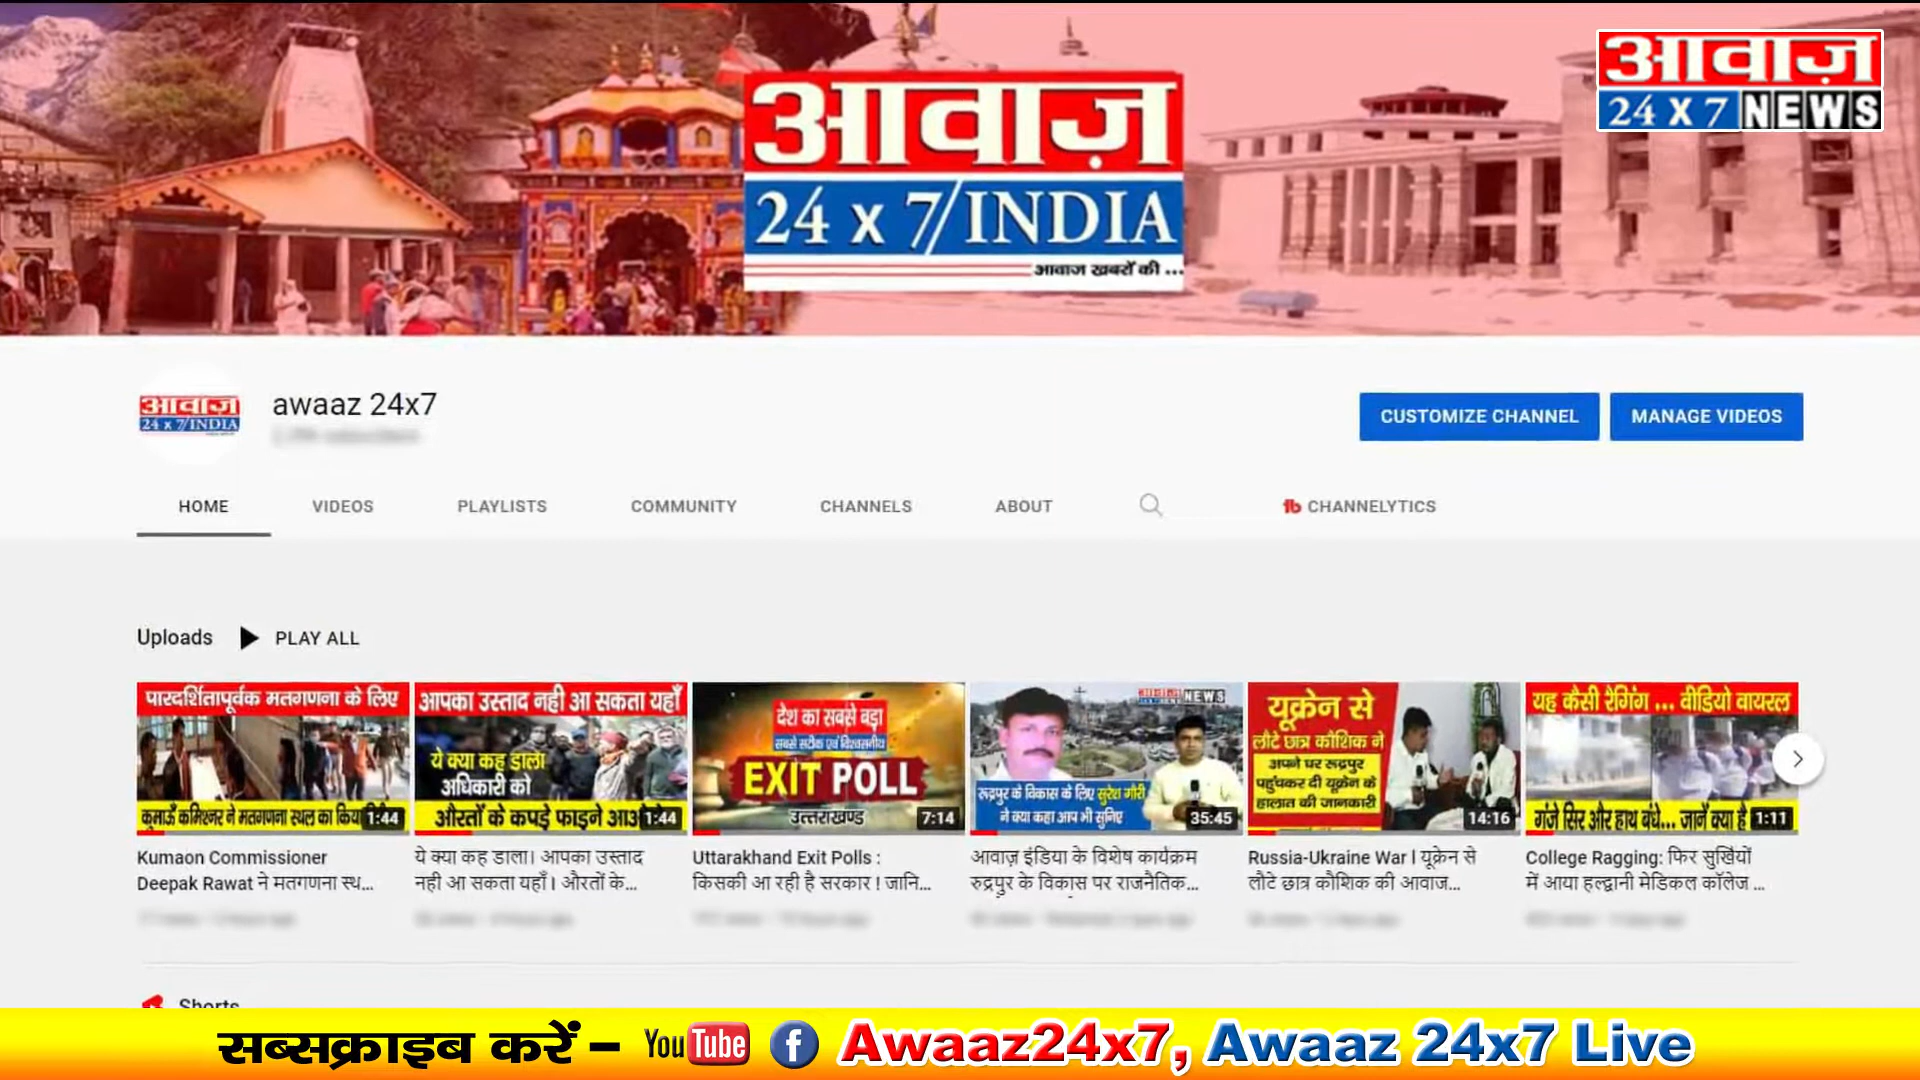 आवाज़
24 x 7 NEWS
आवाज़
24 x 7/INDIA
आवाज खबरों की ...
आवाज़
24 x 7/INDIA
awaaz 24x7
CUSTOMIZE CHANNEL
MANAGE VIDEOS
HOME VIDEOS PLAYLISTS COMMUNITY CHANNELS ABOUT CHANNELYTICS
Uploads PLAY ALL
पारदर्शितापूर्वक मतगणना के लिए
कुमाऊँ कमिश्नर ने मतगणना स्थल का किया
1:44
Kumaon Commissioner
Deepak Rawat ने मतगणना स्थ...
आपका उस्ताद नही आ सकता यहाँ
ये क्या कह डाला
अधिकारी को
औरतों के कपड़े फाड़ने आ
1:44
ये क्या कह डाला। आपका उस्ताद
नही आ सकता यहाँ। औरतों के...
देश का सबसे बड़ा
सबसे सटीक एवं विश्वसनीय
EXIT POLL
उत्तराखण्ड
7:14
Uttarakhand Exit Polls :
किसकी आ रही है सरकार ! जानि...
आवाज़ NEWS
रुद्रपुर के विकास के लिए सुरेश गौरी
ने क्या कहा आप भी सुनिए
35:45
आवाज़ इंडिया के विशेष कार्यक्रम
रुद्रपुर के विकास पर राजनैतिक...
यूक्रेन से
लौटे छात्र कौशिक ने
अपने घर रूद्रपुर
पहुंचकर दी यूक्रेन के
हालात की जानकारी
14:16
Russia-Ukraine War l यूक्रेन से
लौटे छात्र कौशिक की आवाज...
यह कैसी रैगिंग ... वीडियो वायरल
गंजे सिर और हाथ बंधे... जानें क्या है
1:11
College Ragging: फिर सुर्खियों
में आया हल्द्वानी मेडिकल कॉलेज ...
Shorts
सब्सक्राइब करें – YouTube f Awaaz24x7, Awaaz 24x7 Live